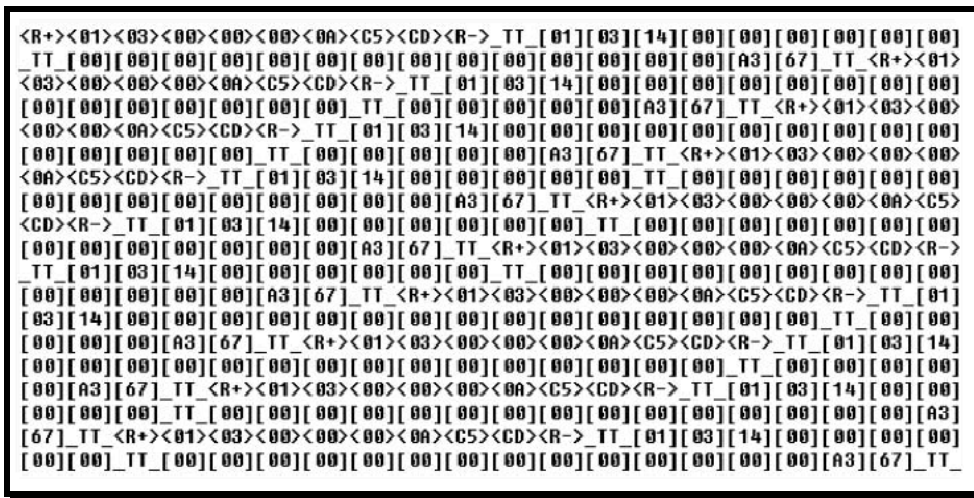 <R+><01><03><00><00><00><0A><C5><CD><R->_TT_[01][03][14][00][00][00][00][00][00]
_TT_[00][00][00][00][00][00][00][00][00][00][00][00][00][00][A3][67]_TT_<R+><01>
<03><00><00><00><0A><C5><CD><R->_TT_[01][03][14][00][00][00][00][00][00][00][00]
[00][00][00][00][00][00][00]_TT_[00][00][00][00][00][A3][67]_TT_<R+><01><03><00>
<00><00><0A><C5><CD><R->_TT_[01][03][14][00][00][00][00][00][00][00][00][00][00]
[00][00][00][00][00]_TT_[00][00][00][00][00][A3][67]_TT_<R+><01><03><00><00><00>
<0A><C5><CD><R->_TT_[01][03][14][00][00][00][00][00]_TT_[00][00][00][00][00][00]
[00][00][00][00][00][00][00][00][00][A3][67]_TT_<R+><01><03><00><00><00><0A><C5>
<CD><R->_TT_[01][03][14][00][00][00][00][00][00]_TT_[00][00][00][00][00][00][00]
[00][00][00][00][00][00][00][A3][67]_TT_<R+><01><03><00><00><00><0A><C5><CD><R->
_TT_[01][03][14][00][00][00][00][00][00]_TT_[00][00][00][00][00][00][00][00][00]
[00][00][00][00][00][A3][67]_TT_<R+><01><03><00><00><00><0A><C5><CD><R->_TT_[01]
[03][14][00][00][00][00][00][00][00][00][00][00][00][00][00][00][00]_TT_[00][00]
[00][00][00][A3][67]_TT_<R+><01><03><00><00><00><0A><C5><CD><R->_TT_[01][03][14]
[00][00][00][00][00][00][00][00][00][00][00][00][00][00][00]_TT_[00][00][00][00]
[00][A3][67]_TT_<R+><01><03><00><00><00><0A><C5><CD><R->_TT_[01][03][14][00][00]
[00][00][00]_TT_[00][00][00][00][00][00][00][00][00][00][00][00][00][00][00][A3]
[67]_TT_<R+><01><03><00><00><00><0A><C5><CD><R->_TT_[01][03][14][00][00][00][00]
[00][00]_TT_[00][00][00][00][00][00][00][00][00][00][00][00][00][00][A3][67]_TT_